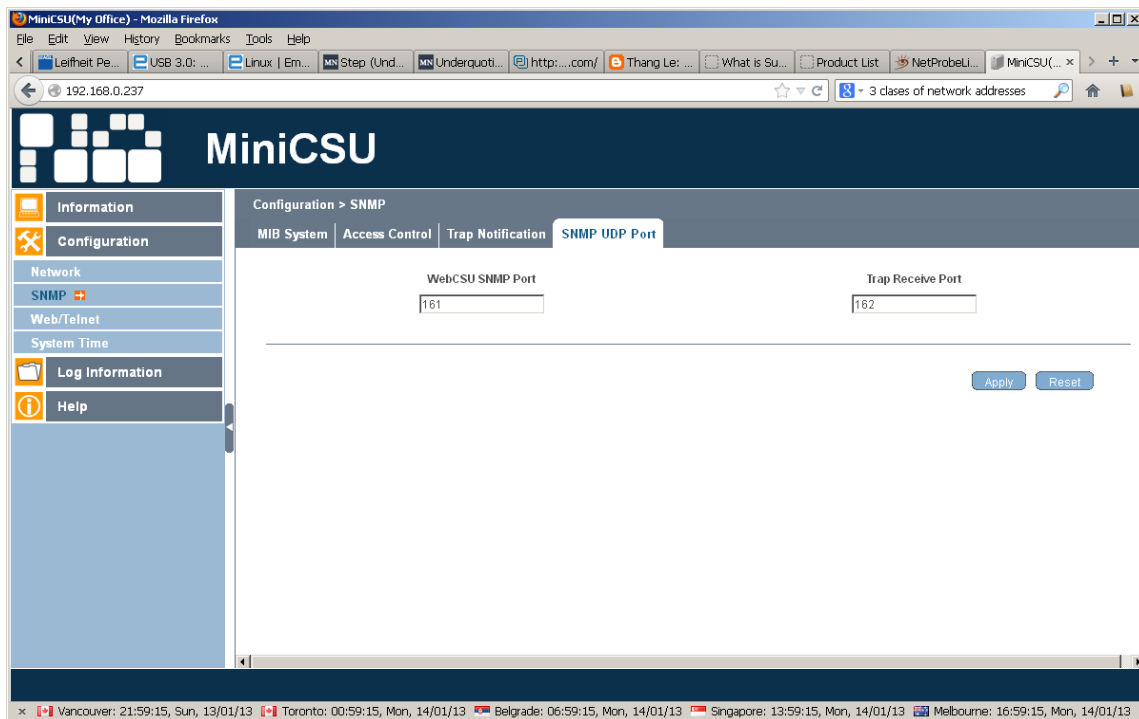 MiniCSU(My Office) - Mozilla Firefox
File Edit View History Bookmarks Tools Help
Leifheit Pe... USB 3.0: ... Linux | Em... MN Step (Und... MN Underquoti... http:....com/ Thang Le: ... What is Su... Product List NetProbeLi... MiniCSU(...
192.168.0.237 8 3 clases of network addresses
MiniCSU
Information
Configuration
Network
SNMP
Web/Telnet
System Time
Log Information
Help
Configuration > SNMP
MIB System Access Control Trap Notification SNMP UDP Port
WebCSU SNMP Port Trap Receive Port
161 162
Apply Reset
Vancouver: 21:59:15, Sun, 13/01/13 Toronto: 00:59:15, Mon, 14/01/13 Belgrade: 06:59:15, Mon, 14/01/13 Singapore: 13:59:15, Mon, 14/01/13 Melbourne: 16:59:15, Mon, 14/01/13